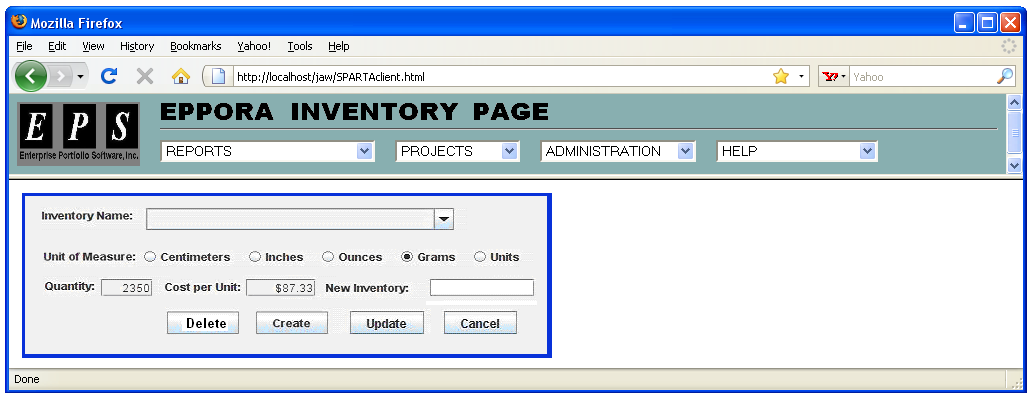 Mozilla Firefox
File Edit View History Bookmarks Yahoo! Tools Help
http://localhost/jaw/SPARTAclient.html
Y! Yahoo
EPS
Enterprise Portfolio Software, Inc.
EPPORA INVENTORY PAGE
REPORTS PROJECTS ADMINISTRATION HELP
Inventory Name:
Unit of Measure: Centimeters Inches Ounces Grams Units
Quantity: 2350 Cost per Unit: $87.33 New Inventory:
Delete Create Update Cancel
Done